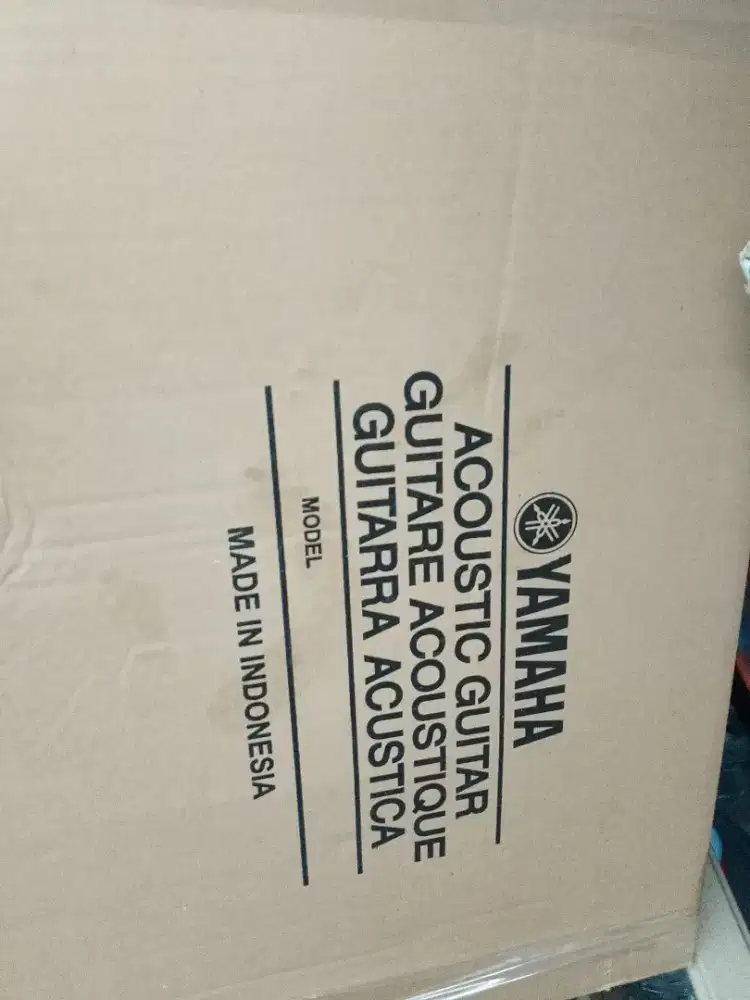 YAMAHA
ACOUSTIC GUITAR
GUITARE ACOUSTIQUE
GUITARRA ACUSTICA
MODEL
MADE IN INDONESIA